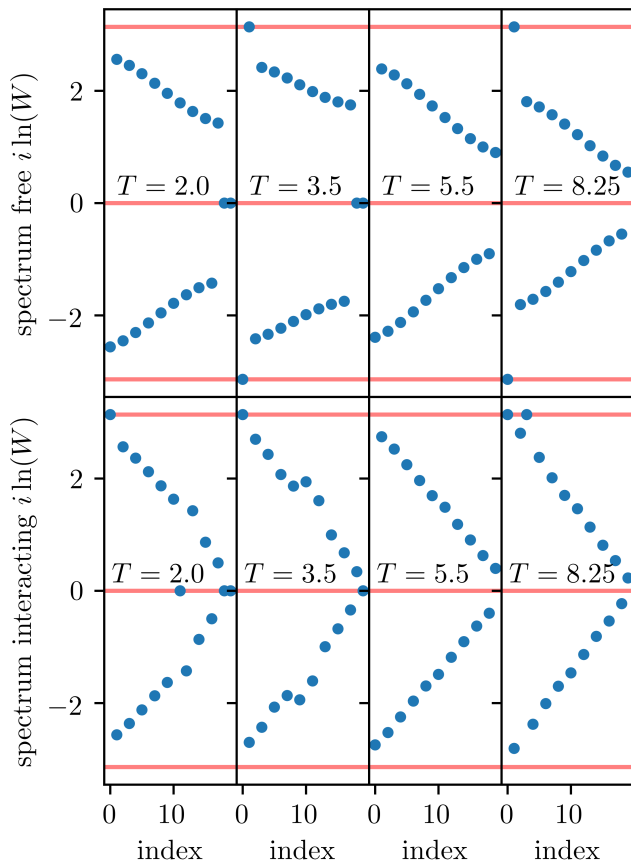 spectrum free i ln(W)
2
0
−2
T = 2.0
T = 3.5
T = 5.5
T = 8.25
spectrum interacting i ln(W)
2
0
−2
T = 2.0
T = 3.5
T = 5.5
T = 8.25
0 10 0 10 0 10 0 10
index index index index